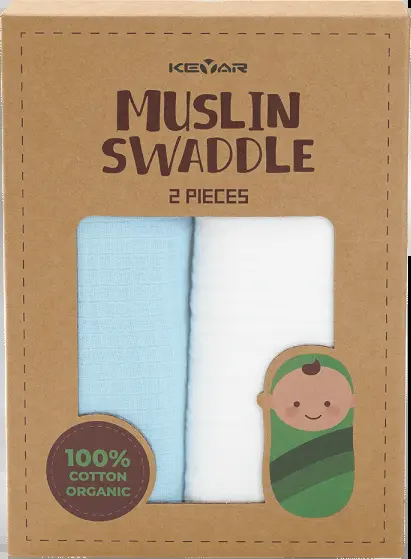 KEYAR
MUSLIN
SWADDLE
2 PIECES
100%
COTTON
ORGANIC